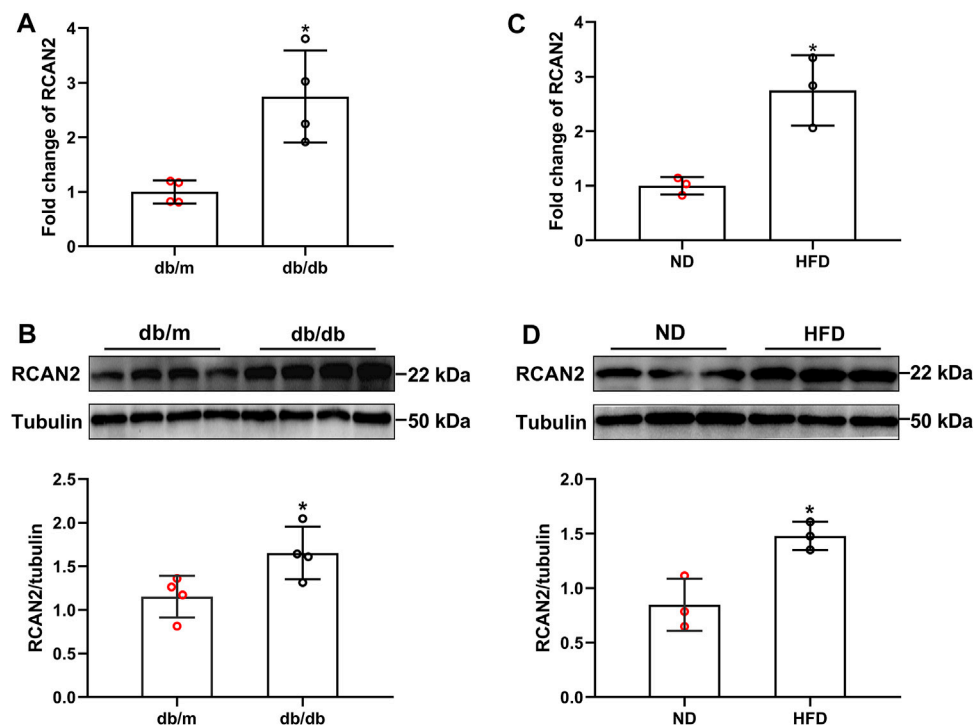 A
Fold change of RCAN2
4
3
2
1
0
*
db/m
db/db
C
Fold change of RCAN2
4
3
2
1
0
*
ND
HFD
B
db/m
db/db
RCAN2
22 kDa
Tubulin
50 kDa
RCAN2/tubulin
2.5
2.0
1.5
1.0
0.5
0.0
*
db/m
db/db
D
ND
HFD
RCAN2
22 kDa
Tubulin
50 kDa
RCAN2/tubulin
2.0
1.5
1.0
0.5
0.0
*
ND
HFD